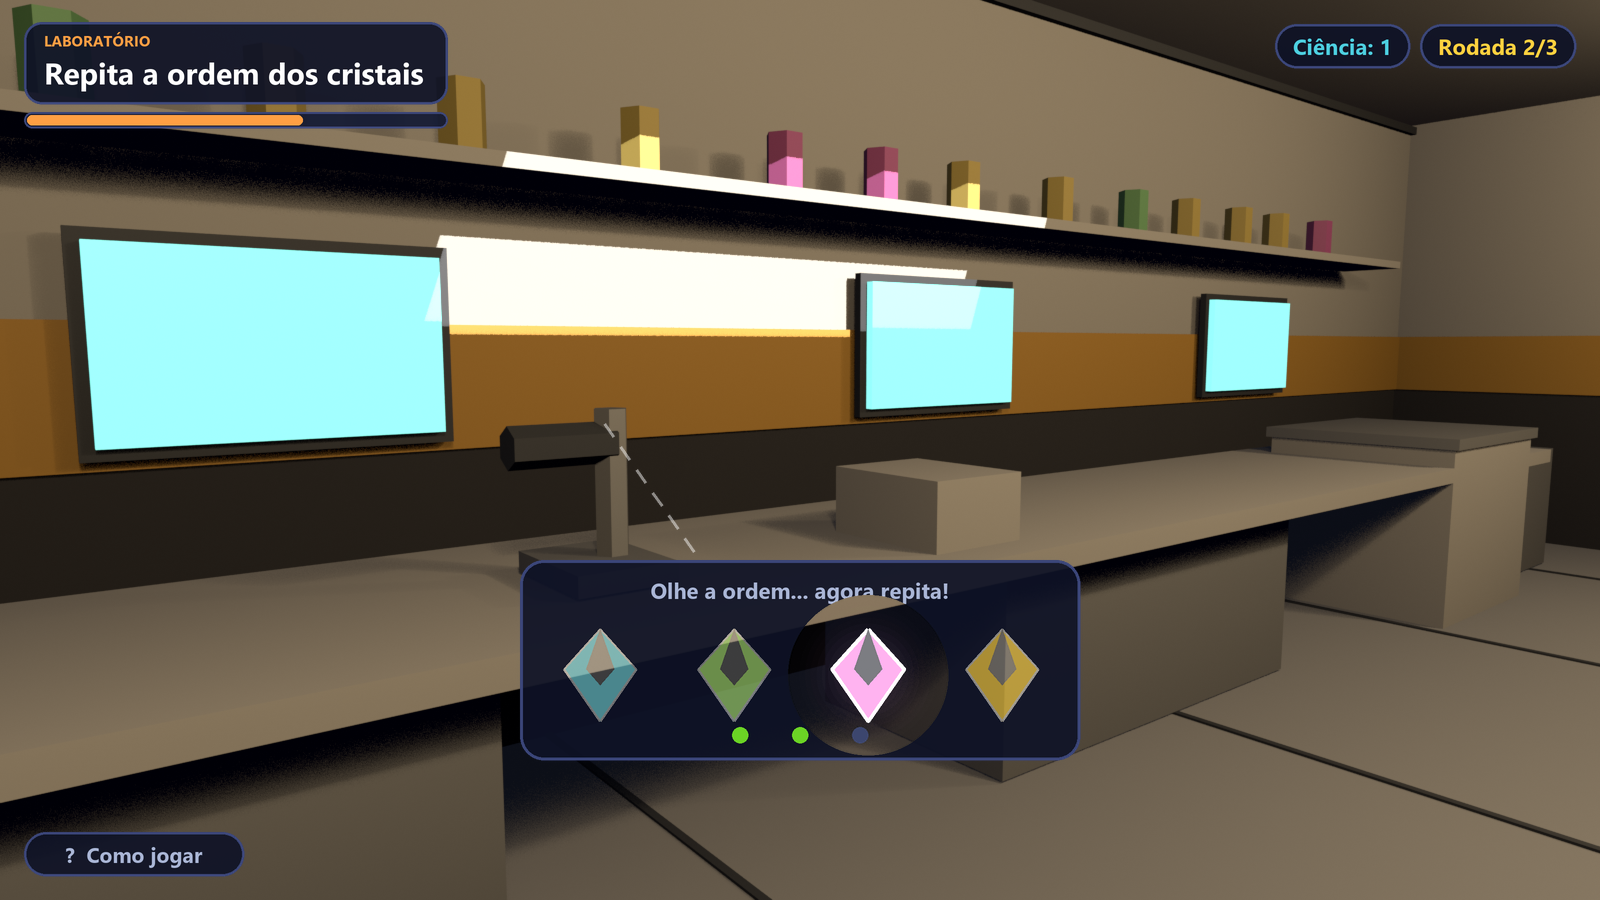 LABORATÓRIO
Repita a ordem dos cristais
Ciência: 1
Rodada 2/3
Olhe a ordem... agora repita!
? Como jogar